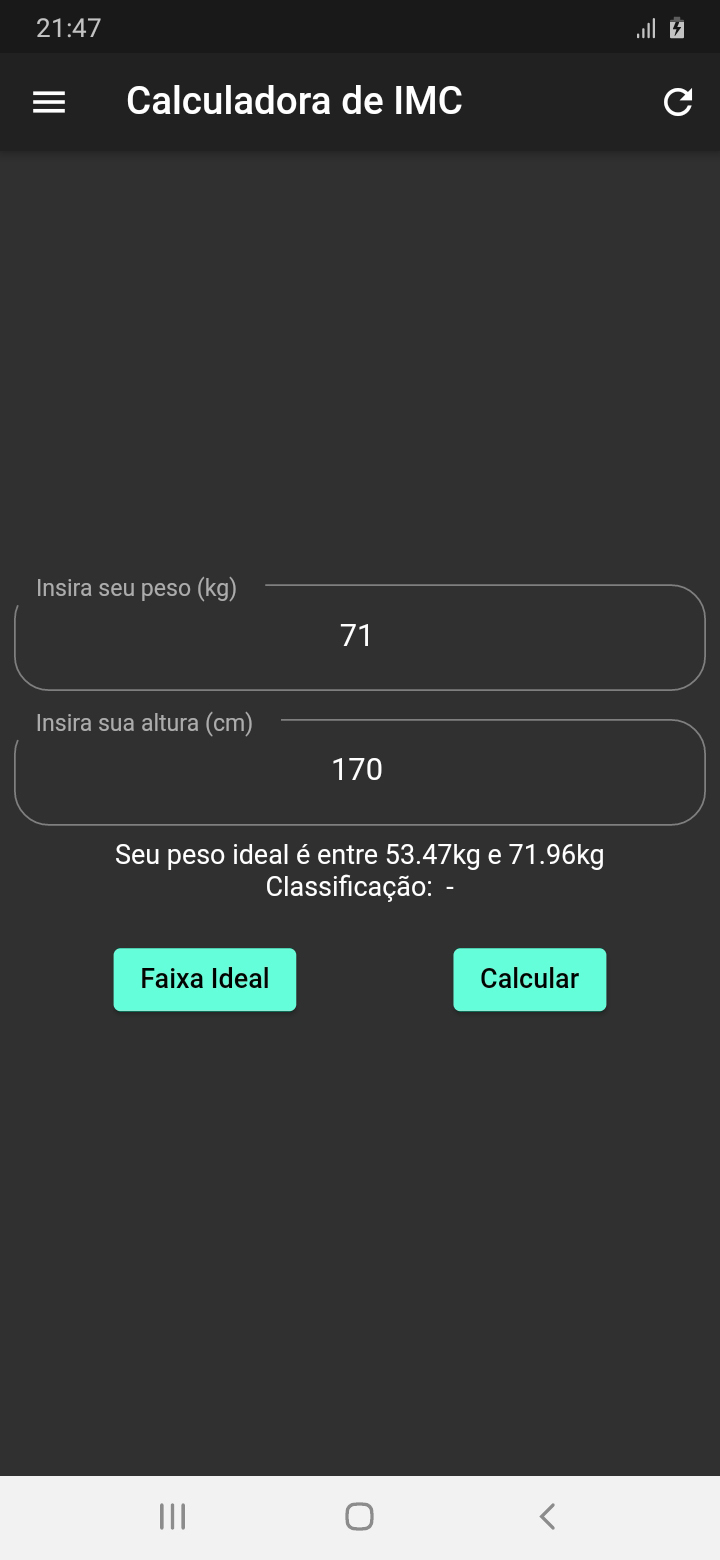 21:47
Calculadora de IMC
Insira seu peso (kg)
71
Insira sua altura (cm)
170
Seu peso ideal é entre 53.47kg e 71.96kg
Classificação:  -
Faixa Ideal
Calcular